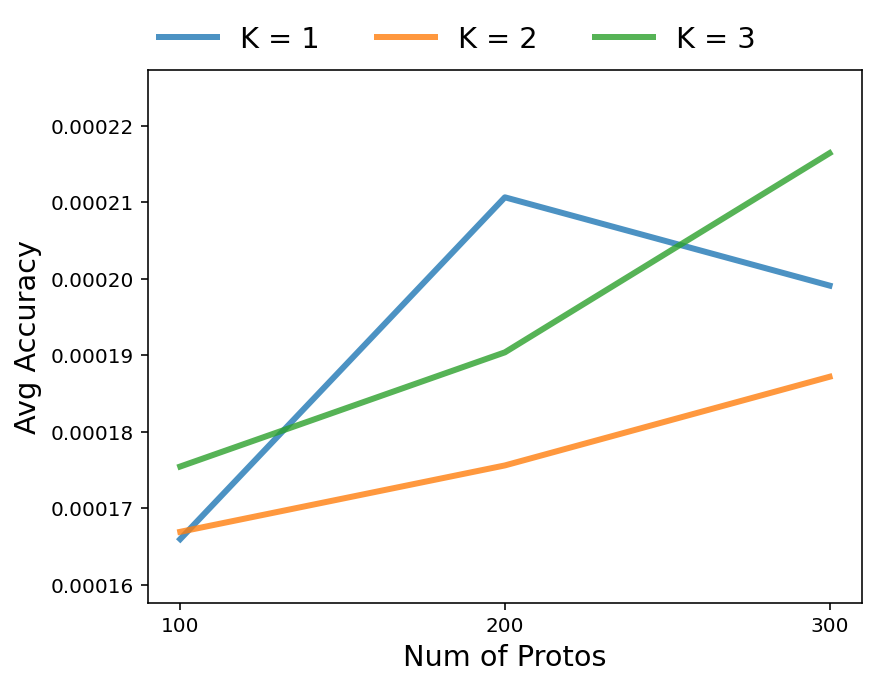 K = 1 K = 2 K = 3
0.00022
0.00021
0.00020
0.00019
0.00018
0.00017
0.00016
Avg Accuracy
100 200 300
Num of Protos